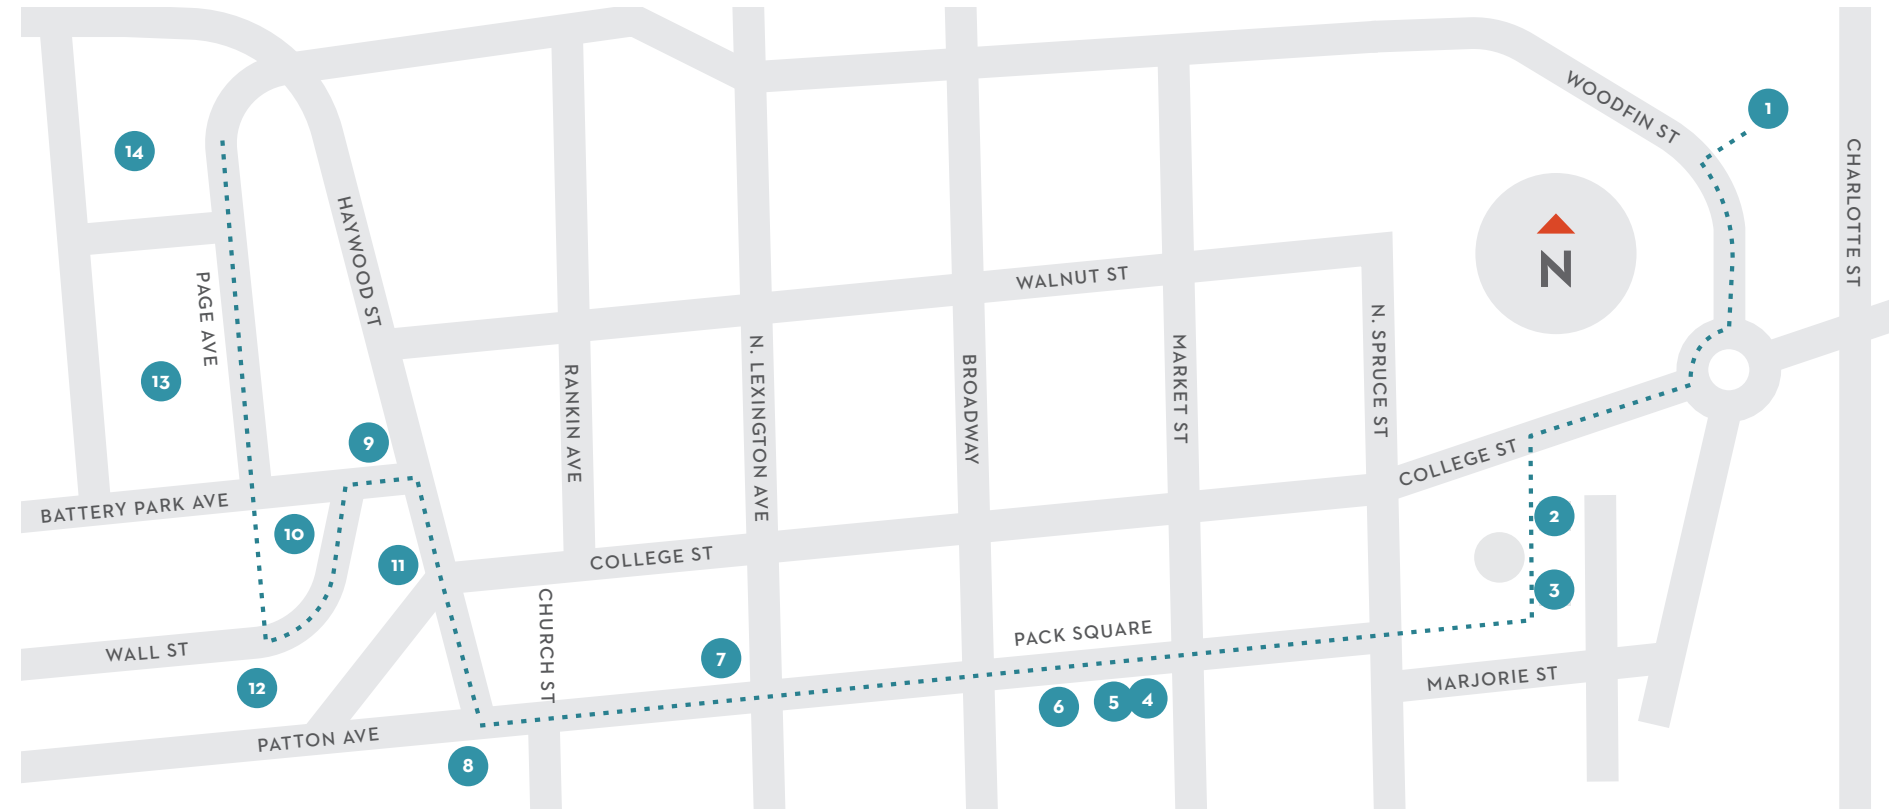 WOODFIN ST
1
14
CHARLOTTE ST
HAYWOOD ST
N
WALNUT ST
PAGE AVE
N. SPRUCE ST
MARKET ST
N. LEXINGTON AVE
BROADWAY
RANKIN AVE
13
9
COLLEGE ST
BATTERY PARK AVE
2
10
COLLEGE ST
11
3
CHURCH ST
PACK SQUARE
WALL ST
7
MARJORIE ST
12
6
5
4
PATTON AVE
8